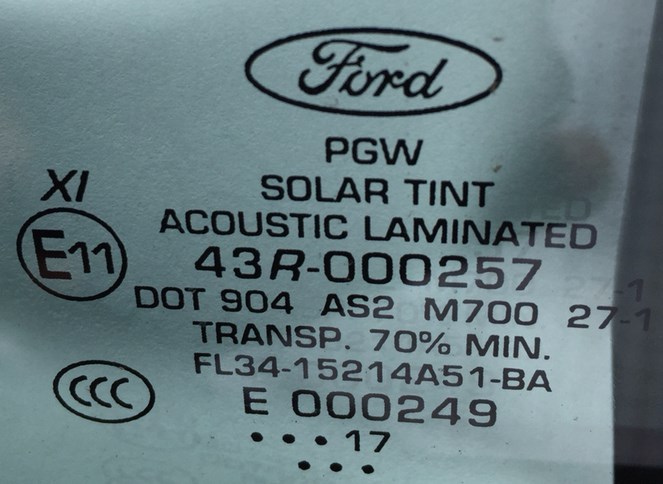 Ford
PGW
SOLAR TINT
ACOUSTIC LAMINATED
XI
E11
43R-000257
DOT 904 AS2 M700 27-1
TRANSP. 70% MIN.
FL34-15214A51-BA
CCC
E 000249
• • • 17
• • •